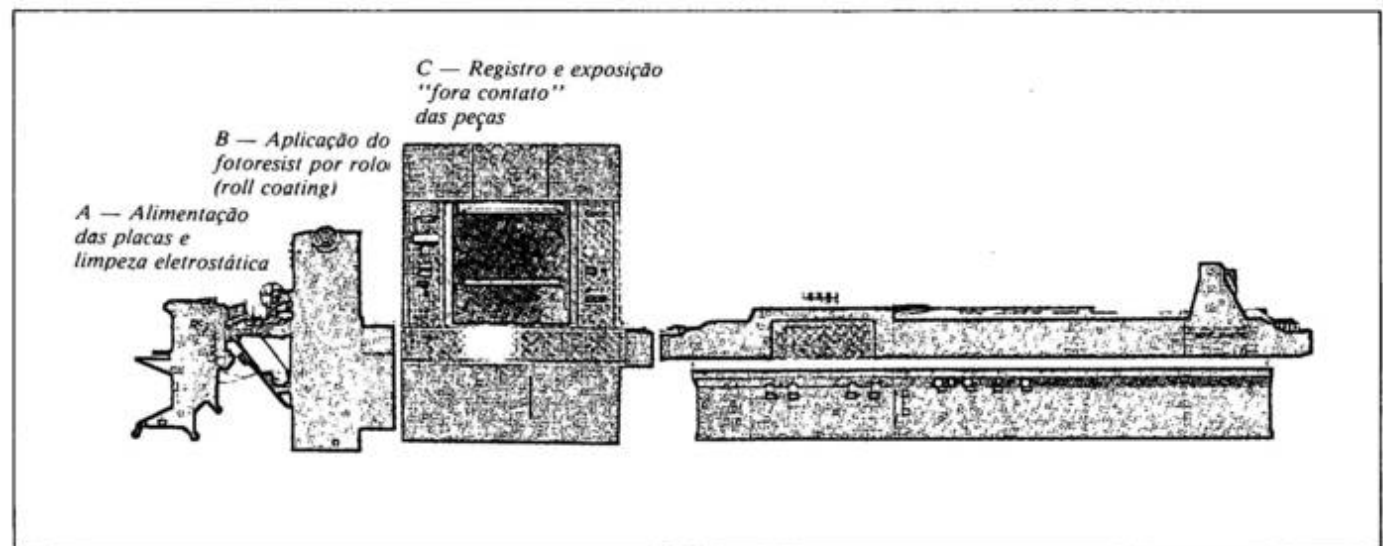 A — Alimentação
das placas e
limpeza eletrostática
B — Aplicação do
fotoresist por rolo
(roll coating)
C — Registro e exposição
"fora contato"
das peças